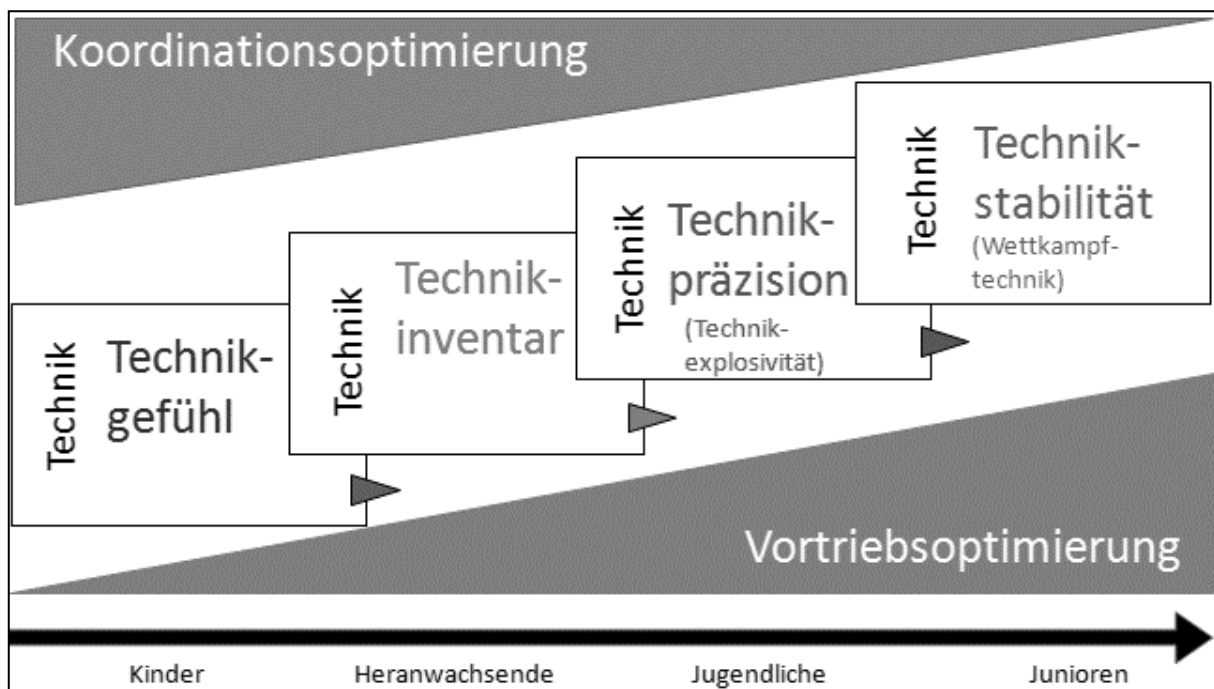 Koordinationsoptimierung
Technik
Technik-
gefühl
Technik
Technik-
inventar
Technik
Technik-
präzision
(Technik-
explosivität)
Technik
Technik-
stabilität
(Wettkampf-
technik)
Vortriebsoptimierung
Kinder
Heranwachsende
Jugendliche
Junioren